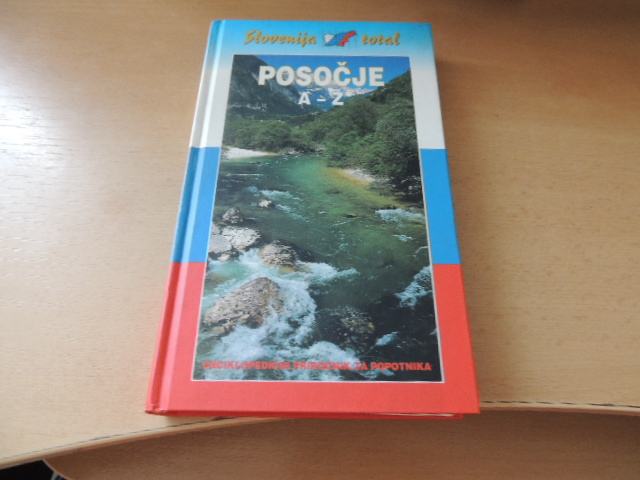 Slovenija total
POSOČJE
A - Ž
ENCIKLOPEDIČNI PRIROČNIK ZA POPOTNIKA